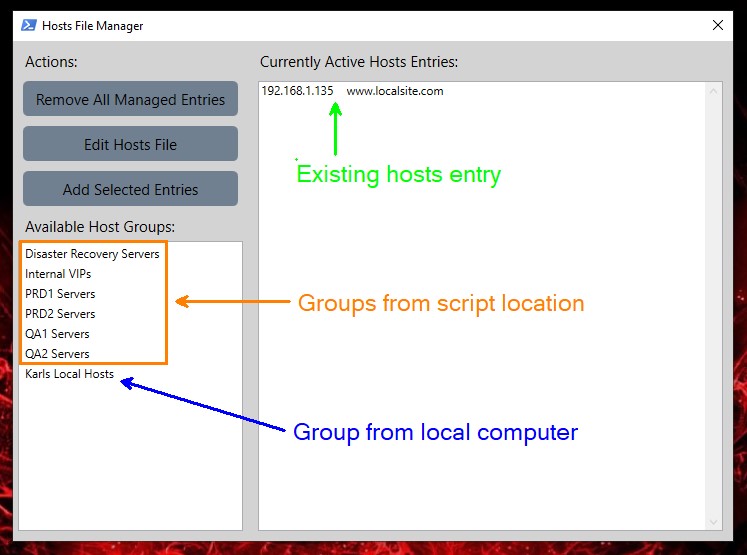 Hosts File Manager
Actions:
Remove All Managed Entries
Edit Hosts File
Add Selected Entries
Available Host Groups:
Disaster Recovery Servers
Internal VIPs
PRD1 Servers
PRD2 Servers
QA1 Servers
QA2 Servers
Karls Local Hosts
Currently Active Hosts Entries:
192.168.1.135 www.localsite.com
Existing hosts entry
Groups from script location
Group from local computer